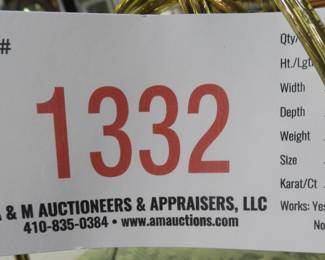 #
1332
& M AUCTIONEERS & APPRAISERS, LLC
410-835-0384 • www.amauctions.com
Qty/
Ht./Lgt
Width
Depth
Weight
Size
Karat/Ct
Works: Yes
No